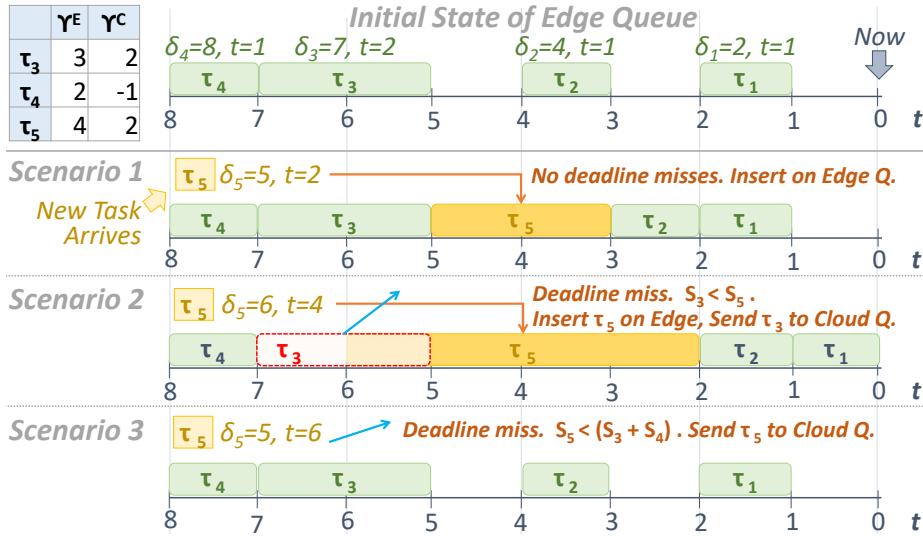 Initial State of Edge Queue
ϒᴱ ϒᶜ
τ₃ 3 2
τ₄ 2 -1
τ₅ 4 2
δ₄=8, t=1 δ₃=7, t=2 δ₂=4, t=1 δ₁=2, t=1 Now
τ₄ τ₃ τ₂ τ₁
8 7 6 5 4 3 2 1 0 t
Scenario 1
τ₅ δ₅=5, t=2 No deadline misses. Insert on Edge Q.
New Task
Arrives
τ₄ τ₃ τ₅ τ₂ τ₁
8 7 6 5 4 3 2 1 0 t
Scenario 2
τ₅ δ₅=6, t=4 Deadline miss. S₃ < S₅ .
Insert τ₅ on Edge, Send τ₃ to Cloud Q.
τ₄ τ₃ τ₅ τ₂ τ₁
8 7 6 5 4 3 2 1 0 t
Scenario 3
τ₅ δ₅=5, t=6 Deadline miss. S₅ < (S₃ + S₄) . Send τ₅ to Cloud Q.
τ₄ τ₃ τ₂ τ₁
8 7 6 5 4 3 2 1 0 t